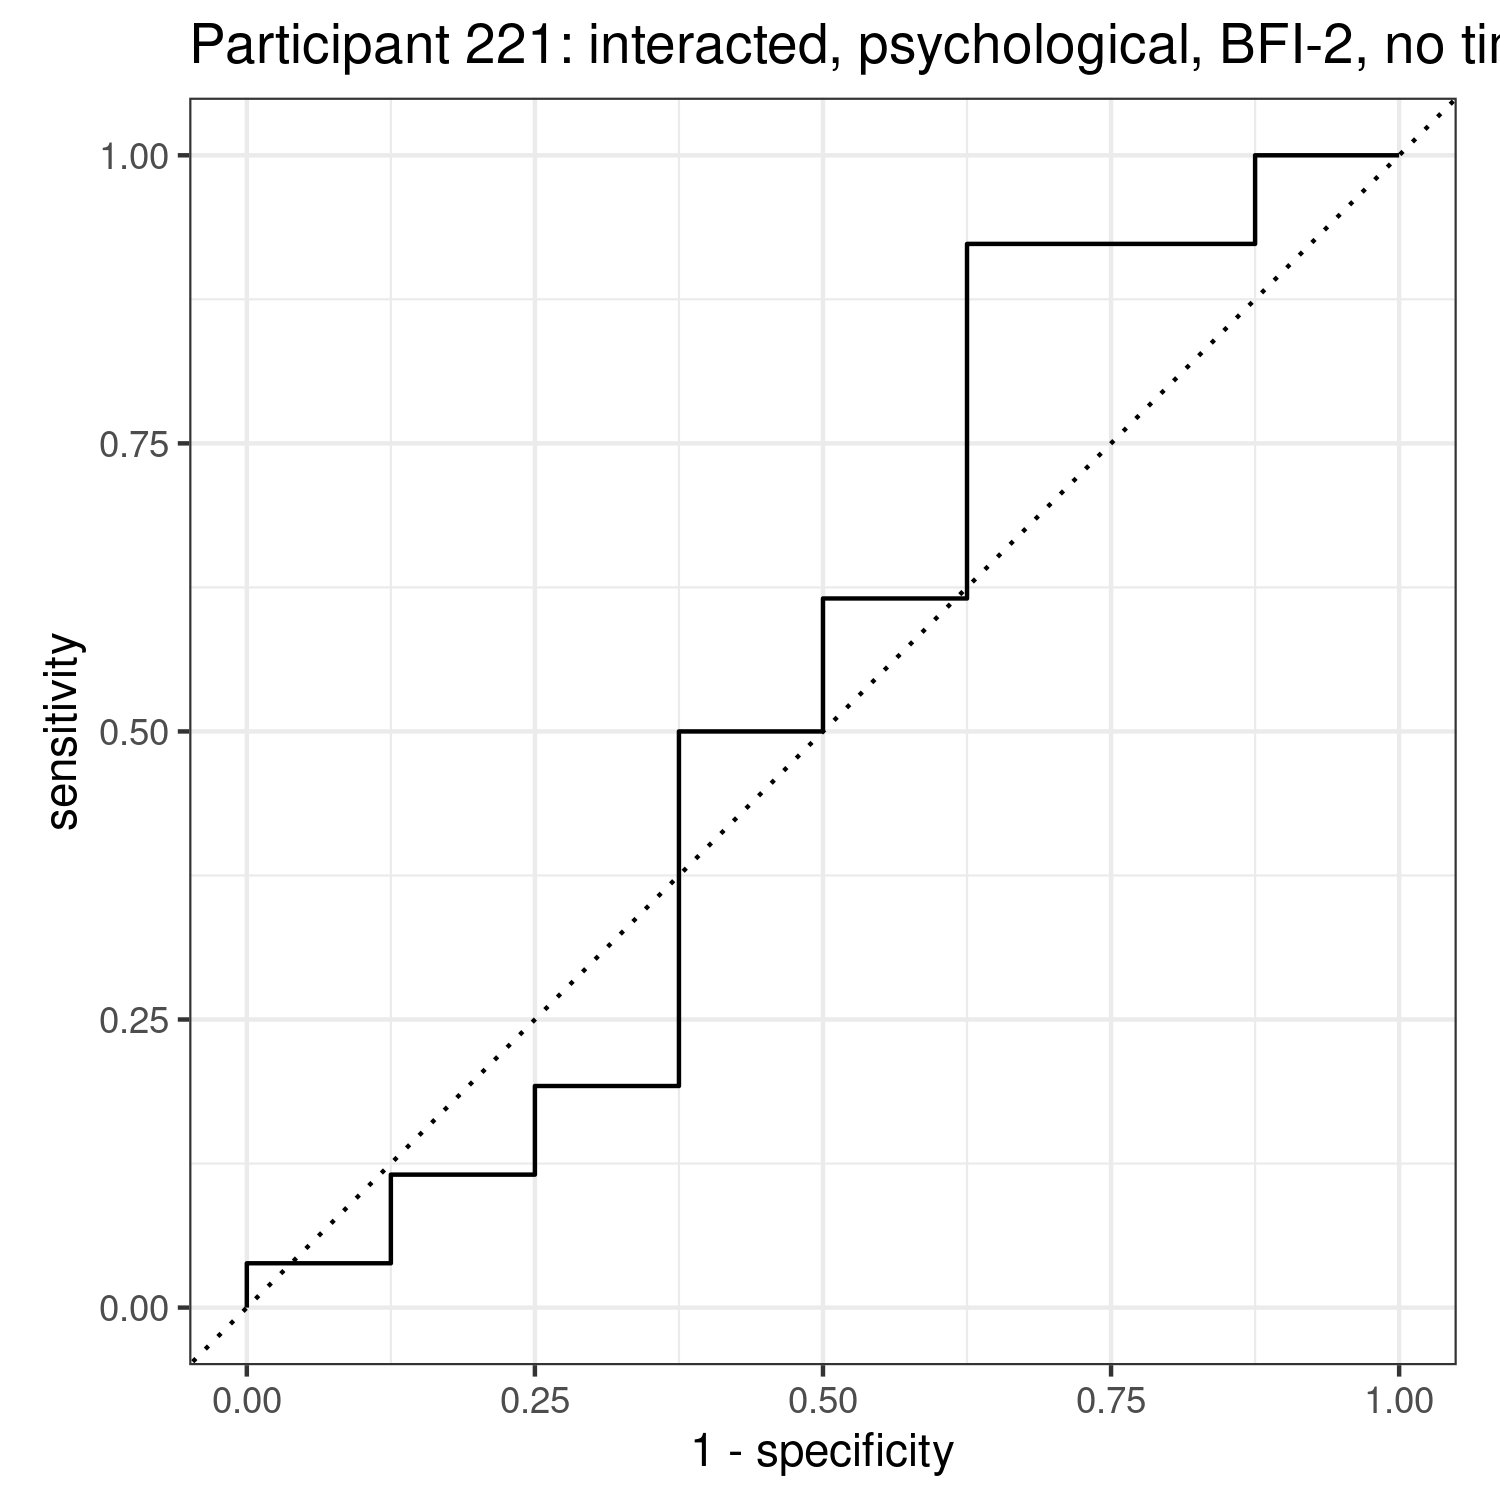 Participant 221: interacted, psychological, BFI-2, no
1.00
0.75
0.50
0.25
0.00
sensitivity
0.00 0.25 0.50 0.75 1.00
1 - specificity